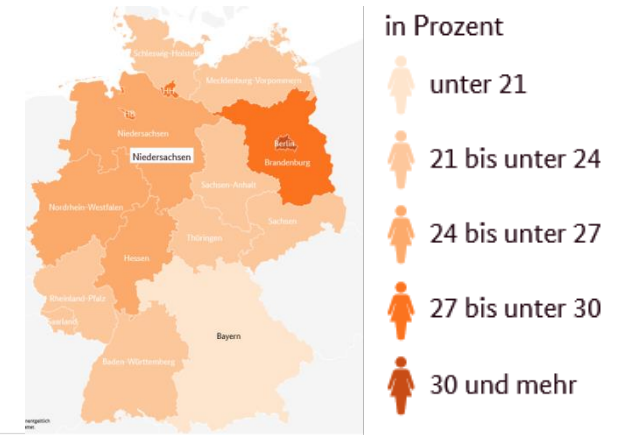 in Prozent
unter 21
21 bis unter 24
24 bis unter 27
27 bis unter 30
30 und mehr
Schleswig-Holstein
HH
Mecklenburg-Vorpommern
HB
Niedersachsen
Niedersachsen
Berlin
Brandenburg
Sachsen-Anhalt
Nordrhein-Westfalen
Sachsen
Thüringen
Hessen
Rheinland-Pfalz
Saarland
Bayern
Baden-Württemberg